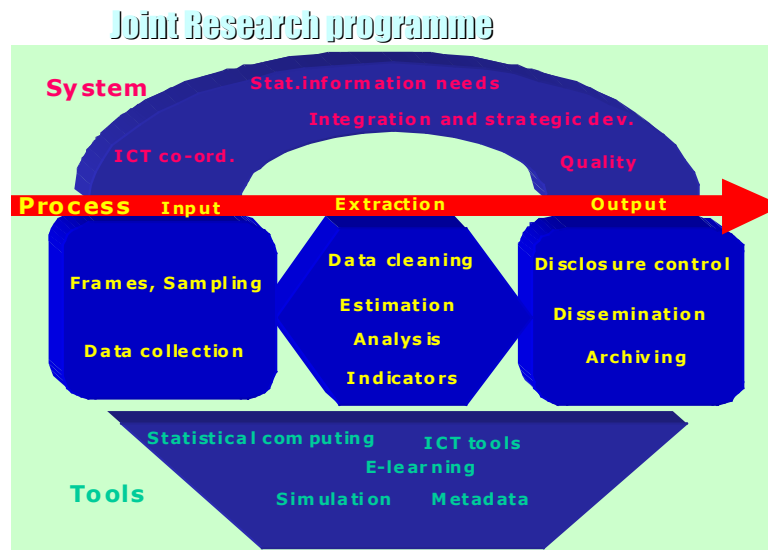 Joint Research programme
System
Stat.information needs
Integration and strategic dev.
ICT co-ord.
Quality
Process
Input
Extraction
Output
Frames, Sampling
Data collection
Data cleaning
Estimation
Analysis
Indicators
Disclosure control
Dissemination
Archiving
Statistical computing
ICT tools
E-learning
Tools
Simulation
Metadata